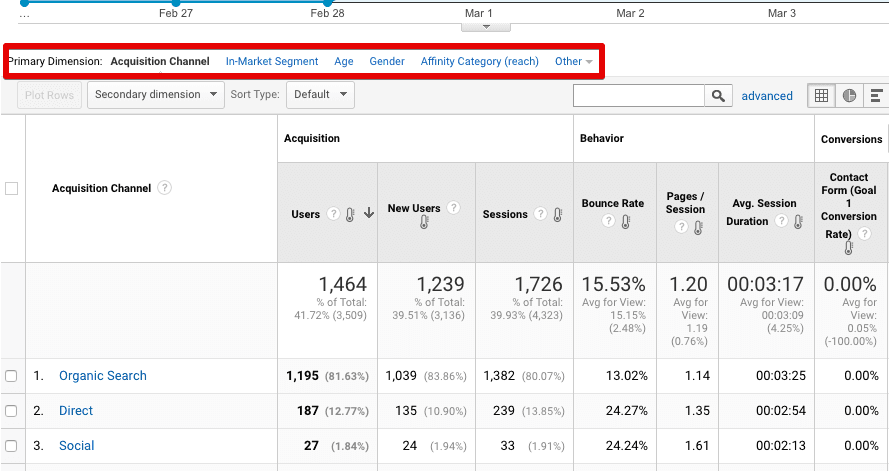 ...
Feb 27
Feb 28
Mar 1
Mar 2
Mar 3
Primary Dimension: Acquisition Channel In-Market Segment Age Gender Affinity Category (reach) Other
Plot Rows Secondary dimension Sort Type: Default advanced
Acquisition Behavior Conversions
Acquisition Channel ?
Users ?
New Users ?
Sessions ?
Bounce Rate
?
Pages /
Session
?
Avg. Session
Duration ?
Contact
Form (Goal
1
Conversion
Rate) ?
1,464
% of Total:
41.72% (3,509)
1,239
% of Total:
39.51% (3,136)
1,726
% of Total:
39.93% (4,323)
15.53%
Avg for View:
15.15%
(2.48%)
1.20
Avg for
View:
1.19
(0.76%)
00:03:17
Avg for View:
00:03:09
(4.25%)
0.00%
Avg for
View:
0.05%
(-100.00%)
1. Organic Search 1,195 (81.63%) 1,039 (83.86%) 1,382 (80.07%) 13.02% 1.14 00:03:25 0.00%
2. Direct 187 (12.77%) 135 (10.90%) 239 (13.85%) 24.27% 1.35 00:02:54 0.00%
3. Social 27 (1.84%) 24 (1.94%) 33 (1.91%) 24.24% 1.61 00:02:13 0.00%